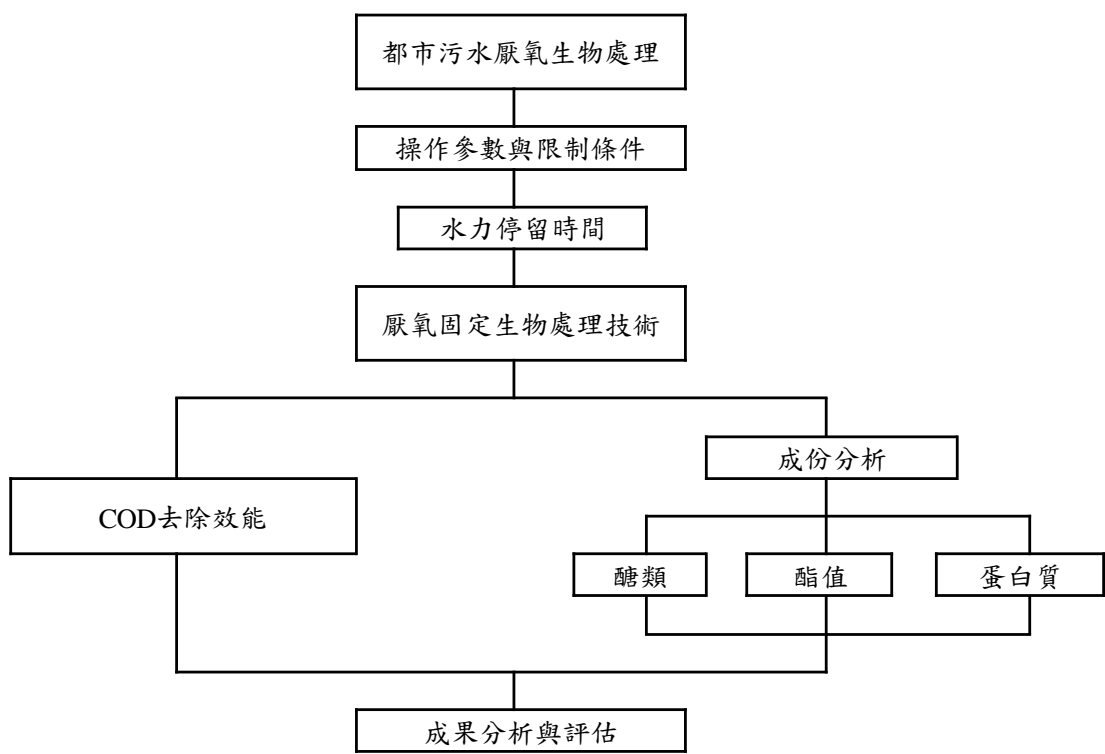 都市污水厭氧生物處理
操作參數與限制條件
水力停留時間
厭氧固定生物處理技術
成份分析
COD去除效能
醣類
酯值
蛋白質
成果分析與評估